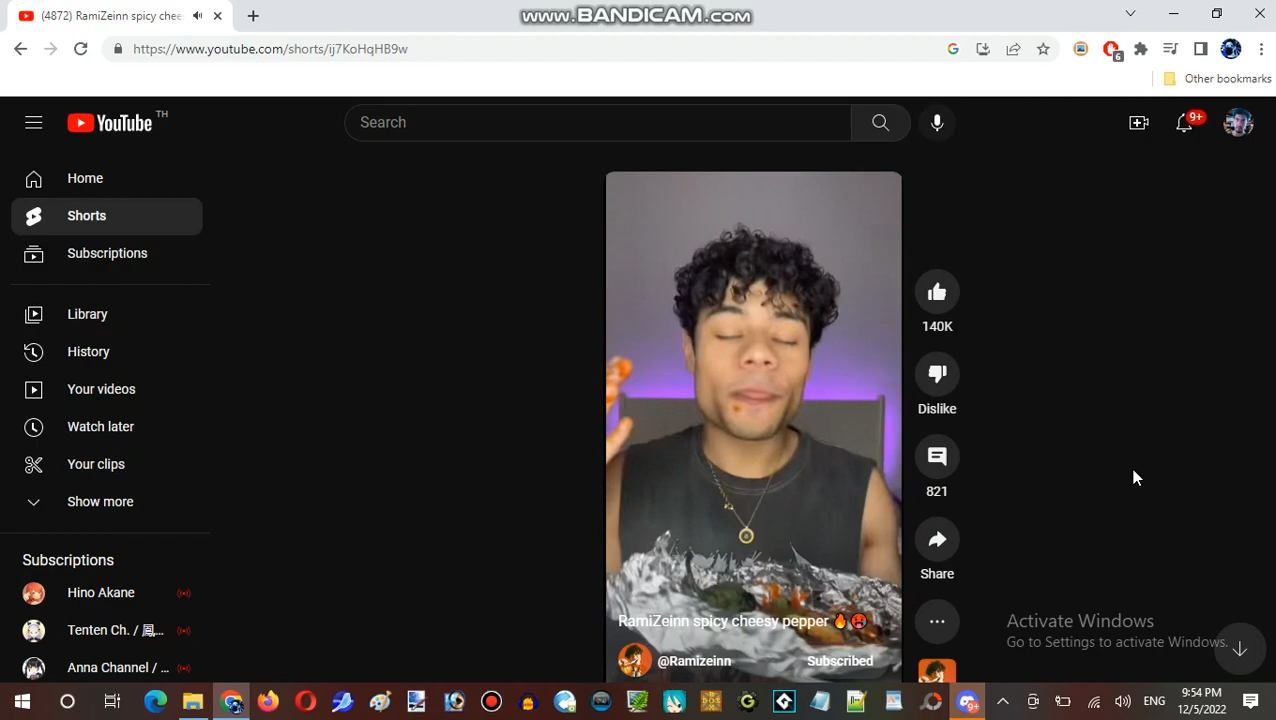 (4872) RamiZeinn spicy chee
www.BANDICAM.com
https://www.youtube.com/shorts/ij7KoHqHB9w
6
Other bookmarks
YouTube TH
Search
9+
Home
Shorts
Subscriptions
Library
History
Your videos
Watch later
Your clips
Show more
Subscriptions
Hino Akane
Tenten Ch. / 鳳...
Anna Channel / ...
140K
Dislike
821
Share
RamiZeinn spicy cheesy pepper
@Ramizeinn
Subscribed
Activate Windows
Go to Settings to activate Windows.
9+
ENG
9:54 PM
12/5/2022